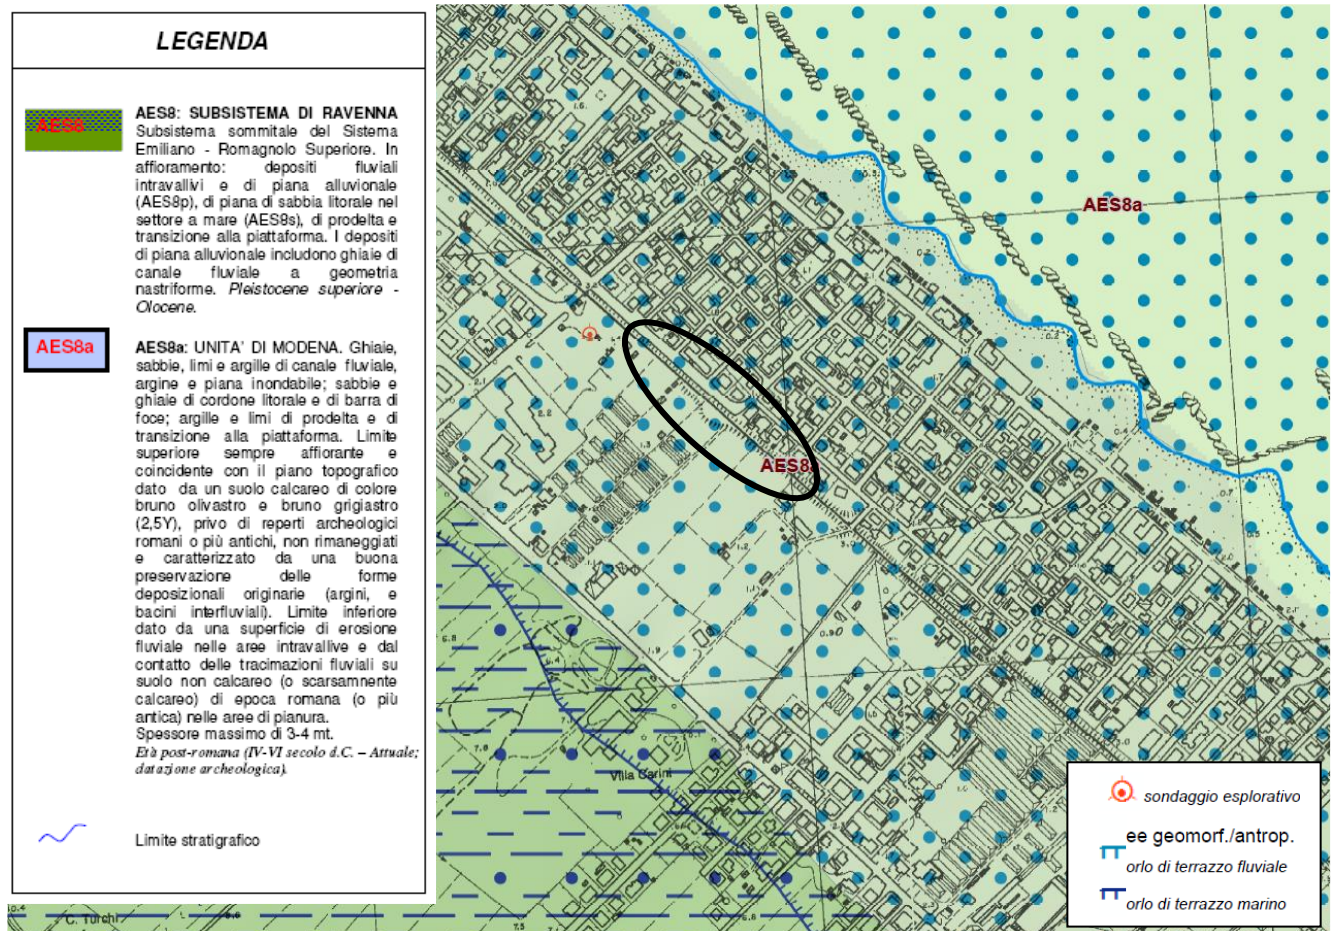 LEGENDA
AES8
AES8: SUBSISTEMA DI RAVENNA
Subsistema sommitale del Sistema
Emiliano - Romagnolo Superiore. In
affioramento: depositi fluviali
intravallivi e di piana alluvionale
(AES8p), di piana di sabbia litorale nel
settore a mare (AES8s), di prodelta e
transizione alla piattaforma. I depositi
di piana alluvionale includono ghiaie di
canale fluviale a geometria
nastriforme. Pleistocene superiore -
Olocene.
AES8a
AES8a: UNITA' DI MODENA. Ghiaie,
sabbie, limi e argille di canale fluviale,
argine e piana inondabile; sabbie e
ghiaie di cordone litorale e di barra di
foce; argille e limi di prodelta e di
transizione alla piattaforma. Limite
superiore sempre affiorante e
coincidente con il piano topografico
dato da un suolo calcareo di colore
bruno olivastro e bruno grigiastro
(2,5Y), privo di reperti archeologici
romani o più antichi, non rimaneggiati
e caratterizzato da una buona
preservazione delle forme
deposizionali originarie (argini, e
bacini interfluviali). Limite inferiore
dato da una superficie di erosione
fluviale nelle aree intravallive e dal
contatto delle tracimazioni fluviali su
suolo non calcareo (o scarsamnente
calcareo) di epoca romana (o più
antica) nelle aree di pianura.
Spessore massimo di 3-4 mt.
Età post-romana (IV-VI secolo d.C. – Attuale;
datazione archeologica).
Limite stratigrafico
AES8a
AES8a
Villa Carini
C. Turchi
sondaggio esplorativo
ee geomorf./antrop.
orlo di terrazzo fluviale
orlo di terrazzo marino